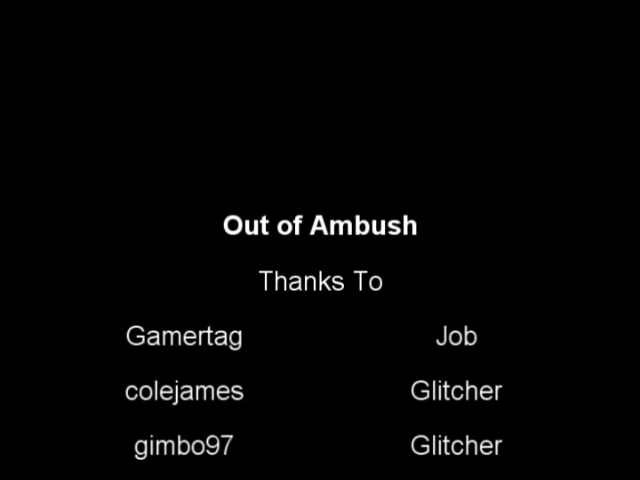 Out of Ambush
Thanks To
Gamertag Job
colejames Glitcher
gimbo97 Glitcher